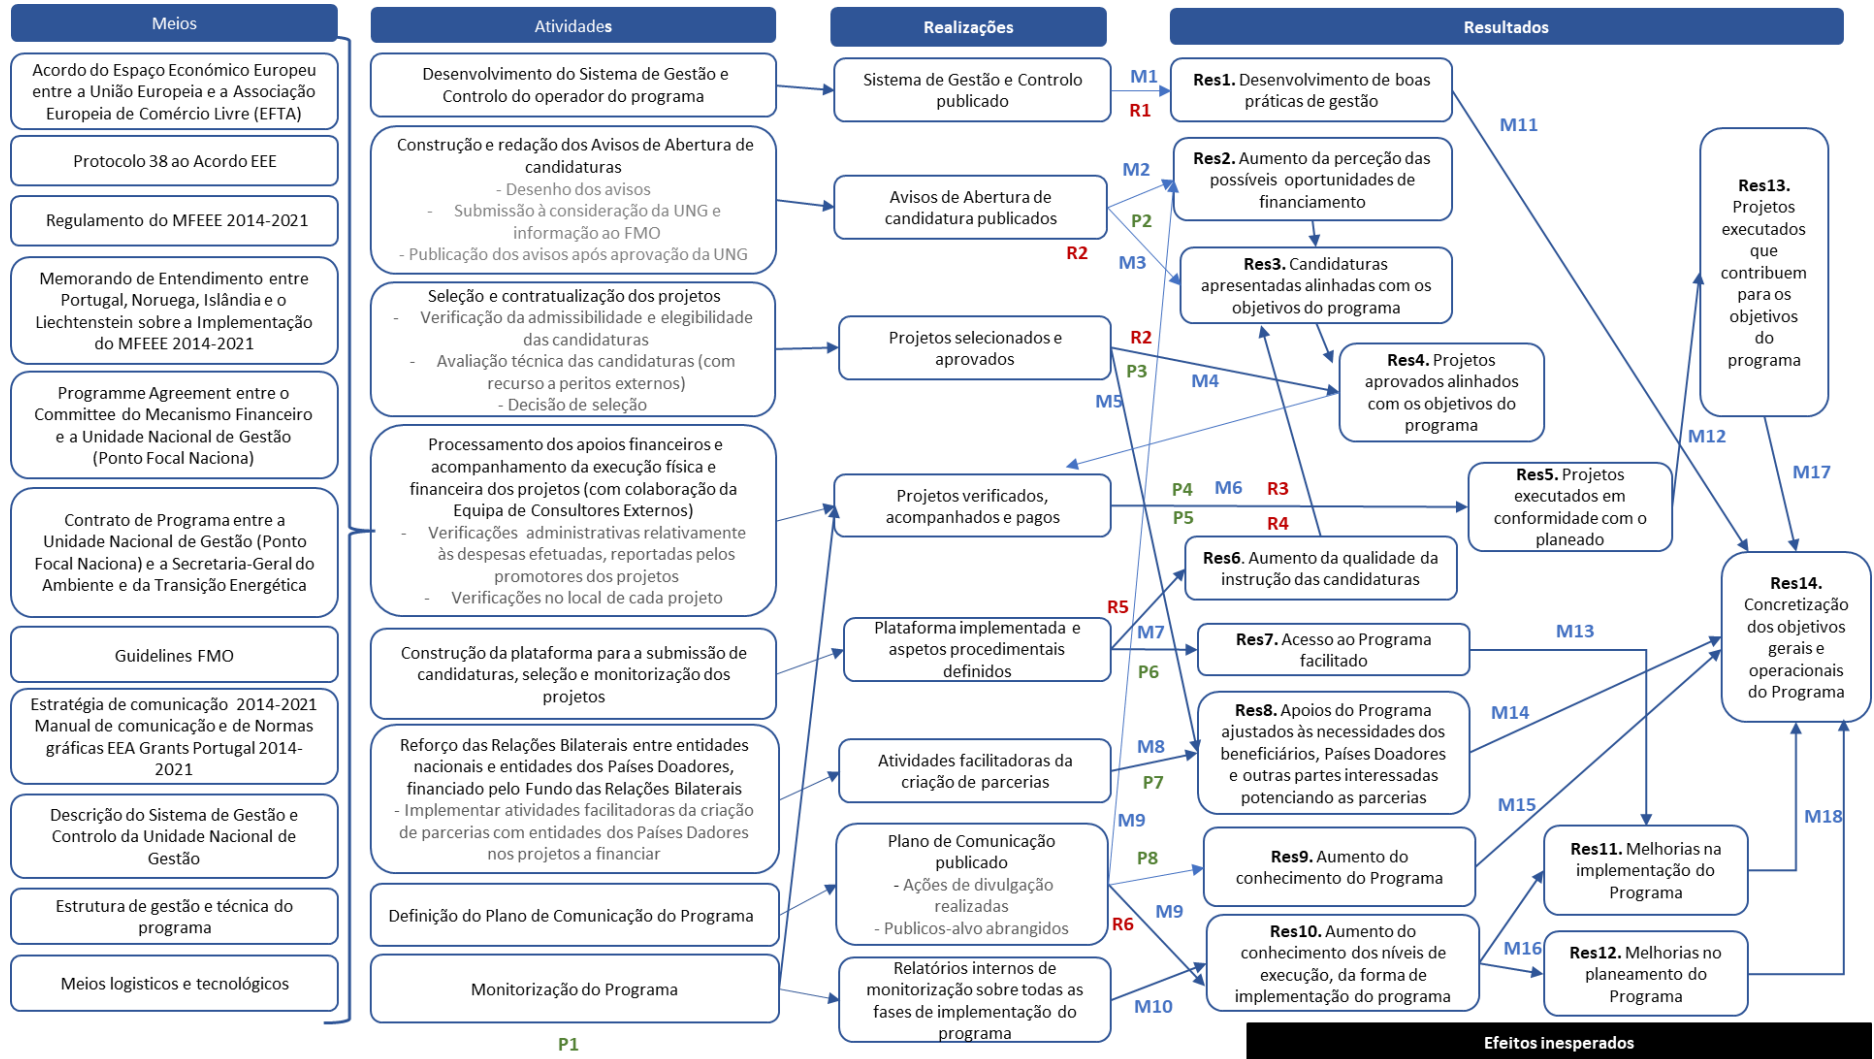 Meios
Acordo do Espaço Económico Europeu
entre a União Europeia e a Associação
Europeia de Comércio Livre (EFTA)
Protocolo 38 ao Acordo EEE
Regulamento do MFEEE 2014-2021
Memorando de Entendimento entre
Portugal, Noruega, Islândia e o
Liechtenstein sobre a Implementação
do MFEEE 2014-2021
Programme Agreement entre o
Committee do Mecanismo Financeiro
e a Unidade Nacional de Gestão
(Ponto Focal Naciona)
Contrato de Programa entre a
Unidade Nacional de Gestão (Ponto
Focal Naciona) e a Secretaria-Geral do
Ambiente e da Transição Energética
Guidelines FMO
Estratégia de comunicação 2014-2021
Manual de comunicação e de Normas
gráficas EEA Grants Portugal 2014-
2021
Descrição do Sistema de Gestão e
Controlo da Unidade Nacional de
Gestão
Estrutura de gestão e técnica do
programa
Meios logisticos e tecnológicos
Atividades
Desenvolvimento do Sistema de Gestão e
Controlo do operador do programa
Construção e redação dos Avisos de Abertura de
candidaturas
- Desenho dos avisos
- Submissão à consideração da UNG e
informação ao FMO
- Publicação dos avisos após aprovação da UNG
Seleção e contratualização dos projetos
- Verificação da admissibilidade e elegibilidade
das candidaturas
- Avaliação técnica das candidaturas (com
recurso a peritos externos)
- Decisão de seleção
Processamento dos apoios financeiros e
acompanhamento da execução física e
financeira dos projetos (com colaboração da
Equipa de Consultores Externos)
- Verificações administrativas relativamente
às despesas efetuadas, reportadas pelos
promotores dos projetos
- Verificações no local de cada projeto
Construção da plataforma para a submissão de
candidaturas, seleção e monitorização dos
projetos
Reforço das Relações Bilaterais entre entidades
nacionais e entidades dos Países Doadores,
financiado pelo Fundo das Relações Bilaterais
- Implementar atividades facilitadoras da criação
de parcerias com entidades dos Países Dadores
nos projetos a financiar
Definição do Plano de Comunicação do Programa
Monitorização do Programa
P1
Realizações
Sistema de Gestão e Controlo
publicado
Avisos de Abertura de
candidatura publicados
Projetos selecionados e
aprovados
Projetos verificados,
acompanhados e pagos
Plataforma implementada e
aspetos procedimentais
definidos
Atividades facilitadoras da
criação de parcerias
Plano de Comunicação
publicado
- Ações de divulgação
realizadas
- Publicos-alvo abrangidos
Relatórios internos de
monitorização sobre todas as
fases de implementação do
programa
M1
R1
M2
P2
R2
M3
R2
P3
M4
M5
P4
M6
R3
P5
R4
R5
M7
P6
M8
P7
M9
P8
M9
R6
M10
Resultados
Res1. Desenvolvimento de boas
práticas de gestão
Res2. Aumento da perceção das
possíveis oportunidades de
financiamento
Res3. Candidaturas
apresentadas alinhadas com os
objetivos do programa
Res4. Projetos
aprovados alinhados
com os objetivos do
programa
Res5. Projetos
executados em
conformidade com o
planeado
Res6. Aumento da qualidade da
instrução das candidaturas
Res7. Acesso ao Programa
facilitado
Res8. Apoios do Programa
ajustados às necessidades dos
beneficiários, Países Doadores
e outras partes interessadas
potenciando as parcerias
Res9. Aumento do
conhecimento do Programa
Res10. Aumento do
conhecimento dos níveis de
execução, da forma de
implementação do programa
Res11. Melhorias na
implementação do
Programa
Res12. Melhorias no
planeamento do
Programa
Res13.
Projetos
executados
que
contribuem
para os
objetivos
do
programa
Res14.
Concretização
dos objetivos
gerais e
operacionais
do Programa
M11
M12
M17
M13
M14
M15
M18
M16
Efeitos inesperados